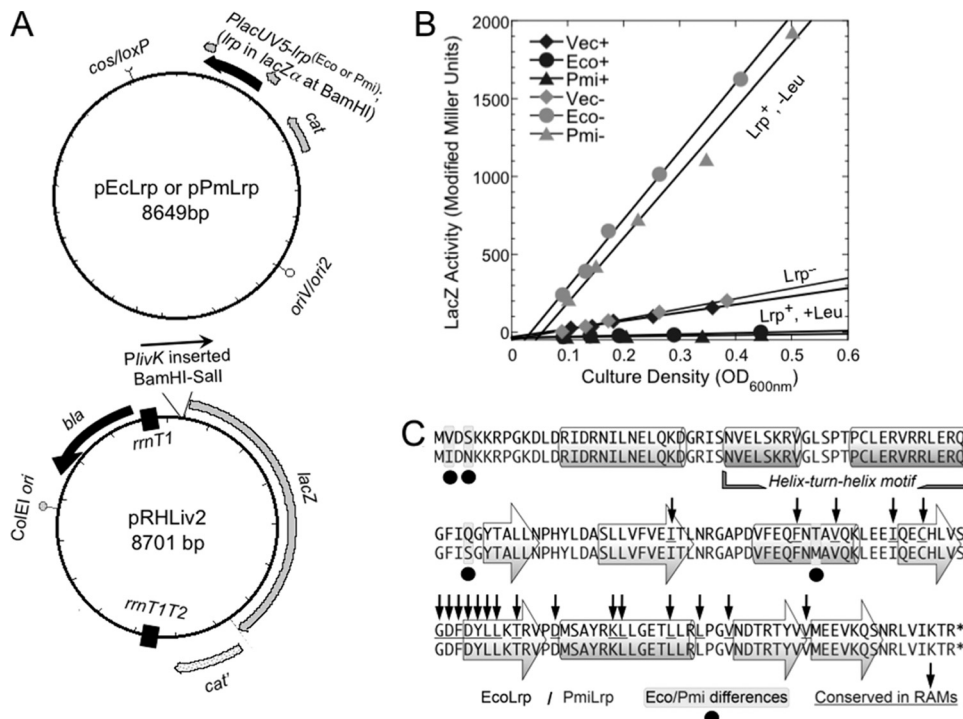 A
PlacUV5-lrp(Eco or Pmi);
(lrp in lacZα at BamHI)
cos/loxP
cat
pEcLrp or pPmLrp
8649bp
oriV/ori2
PlivK inserted
BamHI-SalI
bla
rrnT1
lacZ
ColEI ori
pRHLiv2
8701 bp
rrnT1T2
cat'
B
LacZ Activity (Modified Miller Units)
2000
1500
1000
500
0
Vec+
Eco+
Pmi+
Vec-
Eco-
Pmi-
Lrp+, -Leu
Lrp–
Lrp+, +Leu
0 0.1 0.2 0.3 0.4 0.5 0.6
Culture Density (OD600nm)
C
MVDSKKRPGKDLDRIDRNILNELQKDGRISNVELSKRVGLSPTPCLERVRRLERQ
MIDNKKRPGKDLDRIDRNILNELQKDGRISNVELSKRVGLSPTPCLERVRRLERQ
Helix-turn-helix motif
GFIQGYTALLNPHYLDASLLVFVEITLNRGAPDVFEQFNTAVQKLEEIQECHLVS
GFISGYTALLNPHYLDASLLVFVEITLNRGAPDVFEQFNMAVQKLEEIQECHLVS
GDFDYLLKTRVPDMSAYRKLLGETLLRLPGVNDTRTYVVMEEVKQSNRLVIKTR*
GDFDYLLKTRVPDMSAYRKLLGETLLRLPGVNDTRTYVVMEEVKQSNRLVIKTR*
EcoLrp / PmiLrp Eco/Pmi differences Conserved in RAMs